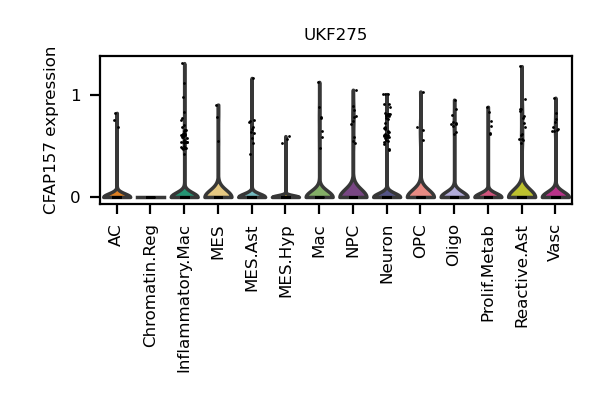 UKF275
CFAP157 expression
1
0
AC
Chromatin.Reg
Inflammatory.Mac
MES
MES.Ast
MES.Hyp
Mac
NPC
Neuron
OPC
Oligo
Prolif.Metab
Reactive.Ast
Vasc